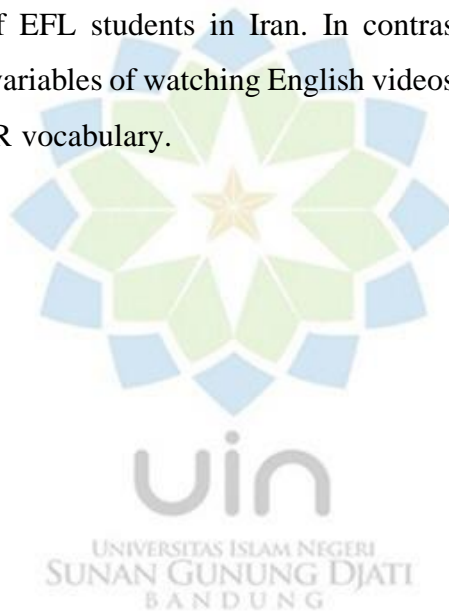 f EFL students in Iran. In contras
variables of watching English videos
R vocabulary.
uin
UNIVERSITAS ISLAM NEGERI
SUNAN GUNUNG DJATI
BANDUNG